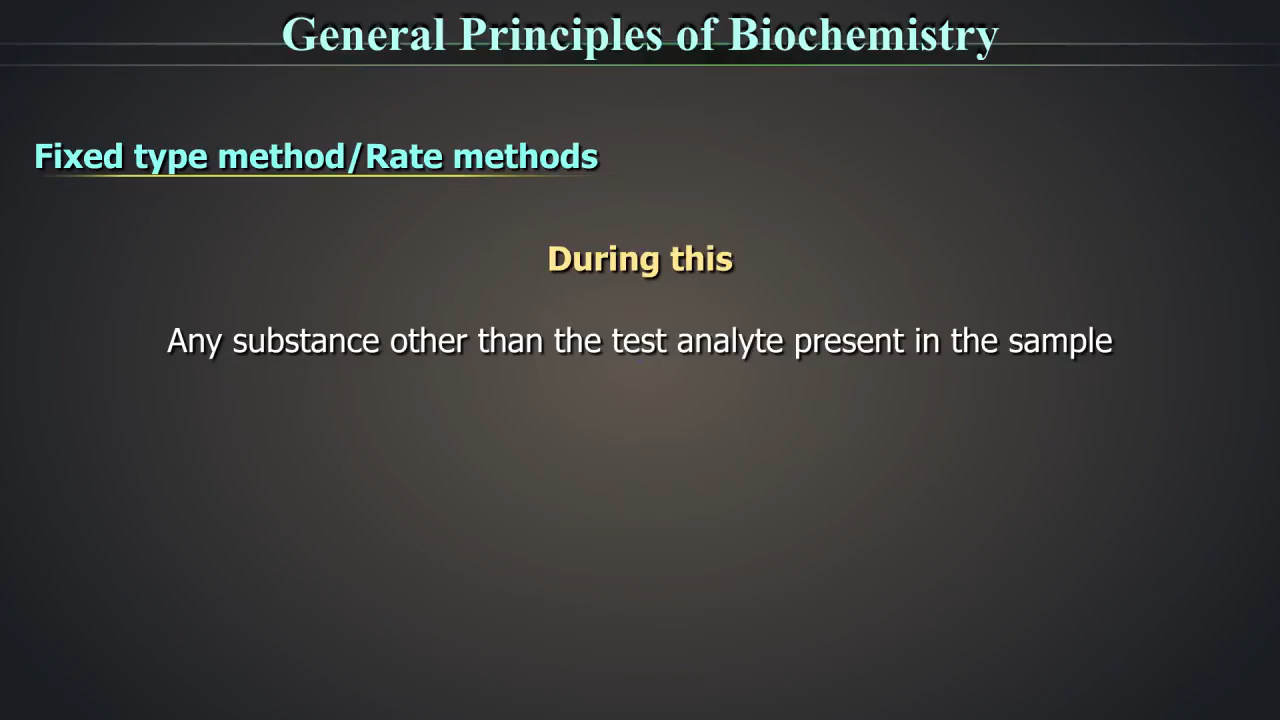 General Principles of Biochemistry
Fixed type method/Rate methods
During this
Any substance other than the test analyte present in the sample